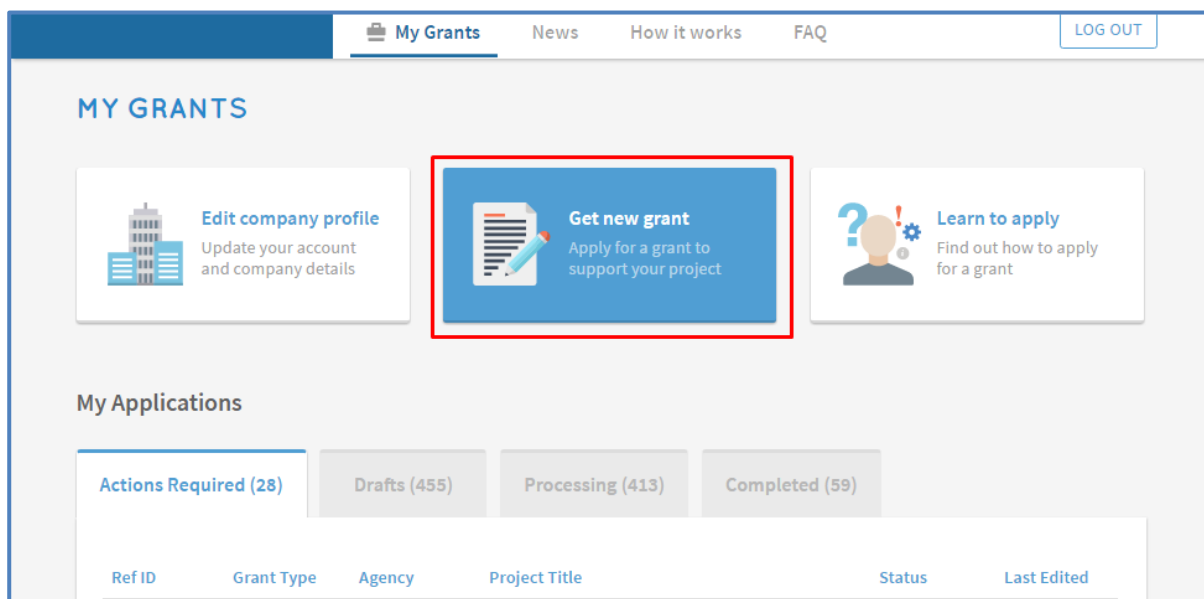 My Grants News How it works FAQ LOG OUT
MY GRANTS
Edit company profile
Update your account
and company details
Get new grant
Apply for a grant to
support your project
Learn to apply
Find out how to apply
for a grant
My Applications
Actions Required (28) Drafts (455) Processing (413) Completed (59)
Ref ID Grant Type Agency Project Title Status Last Edited